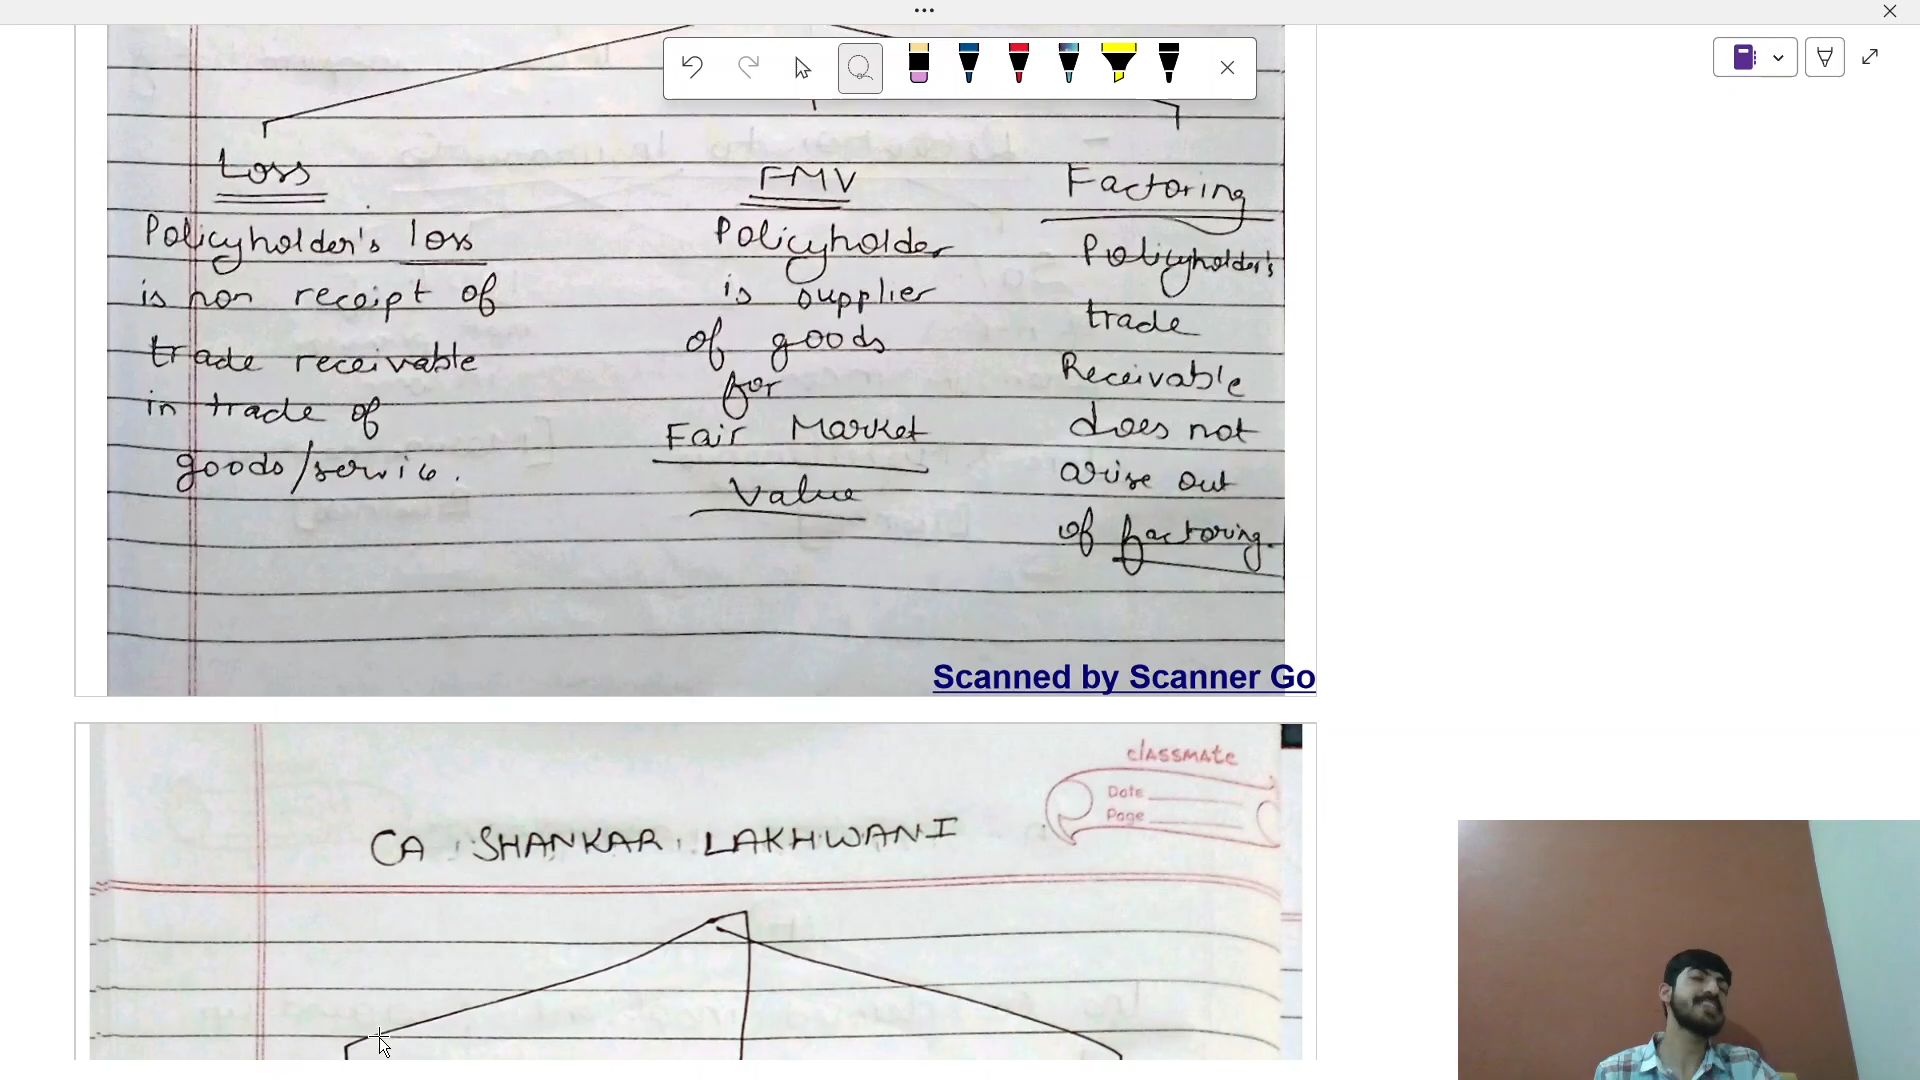 Loss
Policyholder's loss
is non receipt of
trade receivable
in trade of
goods/service.
FMV
Policyholder
is supplier
of goods
for
Fair Market
Value
Factoring
Policyholder's
trade
Receivable
does not
arise out
of factoring.
Scanned by Scanner Go
classmate
Date
Page
CA SHANKAR LAKHWANI